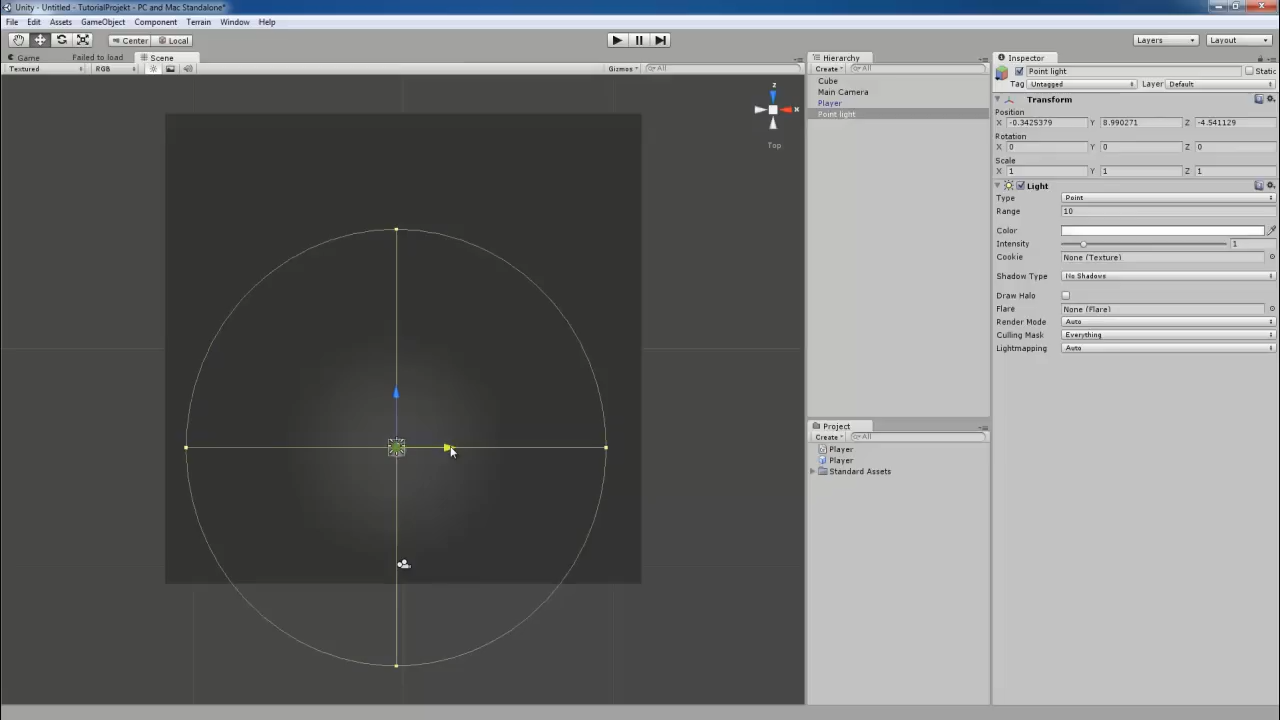 Unity - Untitled - TutorialProjekt - PC and Mac Standalone*
File Edit Assets GameObject Component Terrain Window Help
Center Local
Layers Layout
Game Failed to load Scene
Textured RGB Gizmos All
z
x
Top
Hierarchy
Create All
Cube
Main Camera
Player
Point light
Project
Create All
Player
Player
Standard Assets
Inspector
Point light Static
Tag Untagged Layer Default
Transform
Position
X -0.3425379 Y 8.990271 Z -4.541129
Rotation
X 0 Y 0 Z 0
Scale
X 1 Y 1 Z 1
Light
Type Point
Range 10
Color
Intensity 1
Cookie None (Texture)
Shadow Type No Shadows
Draw Halo
Flare None (Flare)
Render Mode Auto
Culling Mask Everything
Lightmapping Auto